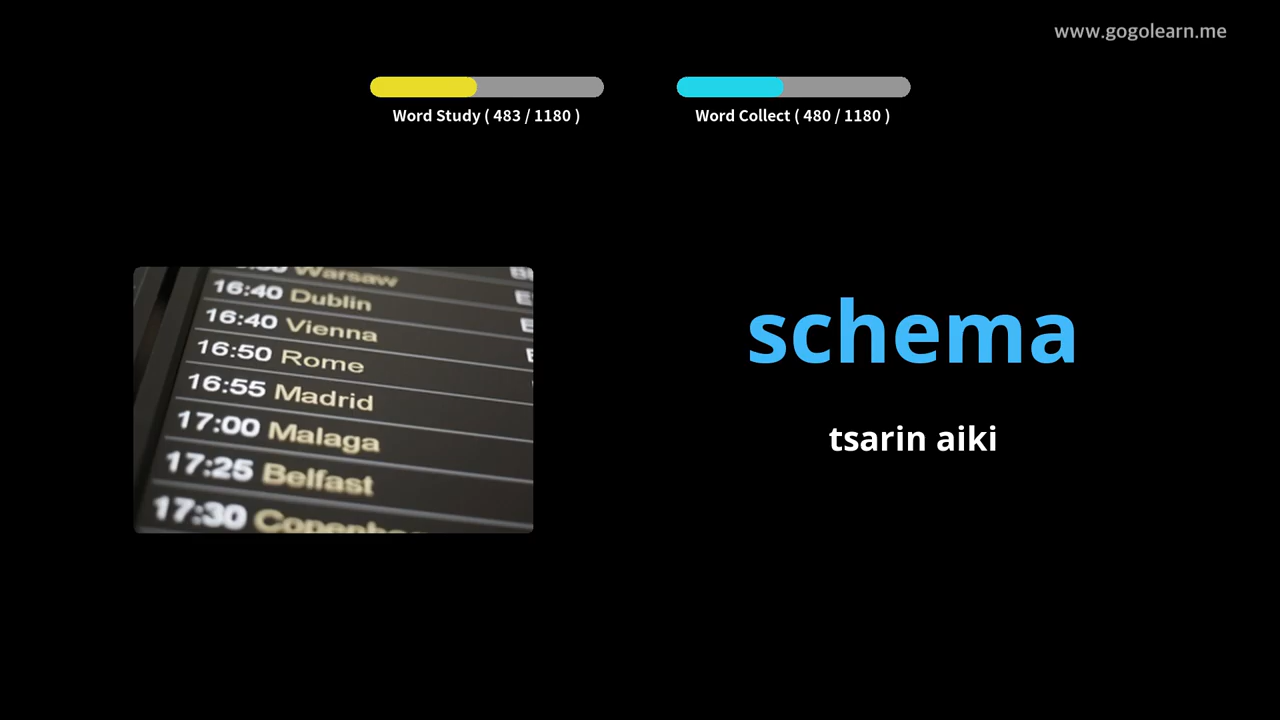 www.gogolearn.me
Word Study ( 483 / 1180 )
Word Collect ( 480 / 1180 )
Warsaw
16:40 Dublin
16:40 Vienna
16:50 Rome
16:55 Madrid
17:00 Malaga
17:25 Belfast
17:30
schema
tsarin aiki